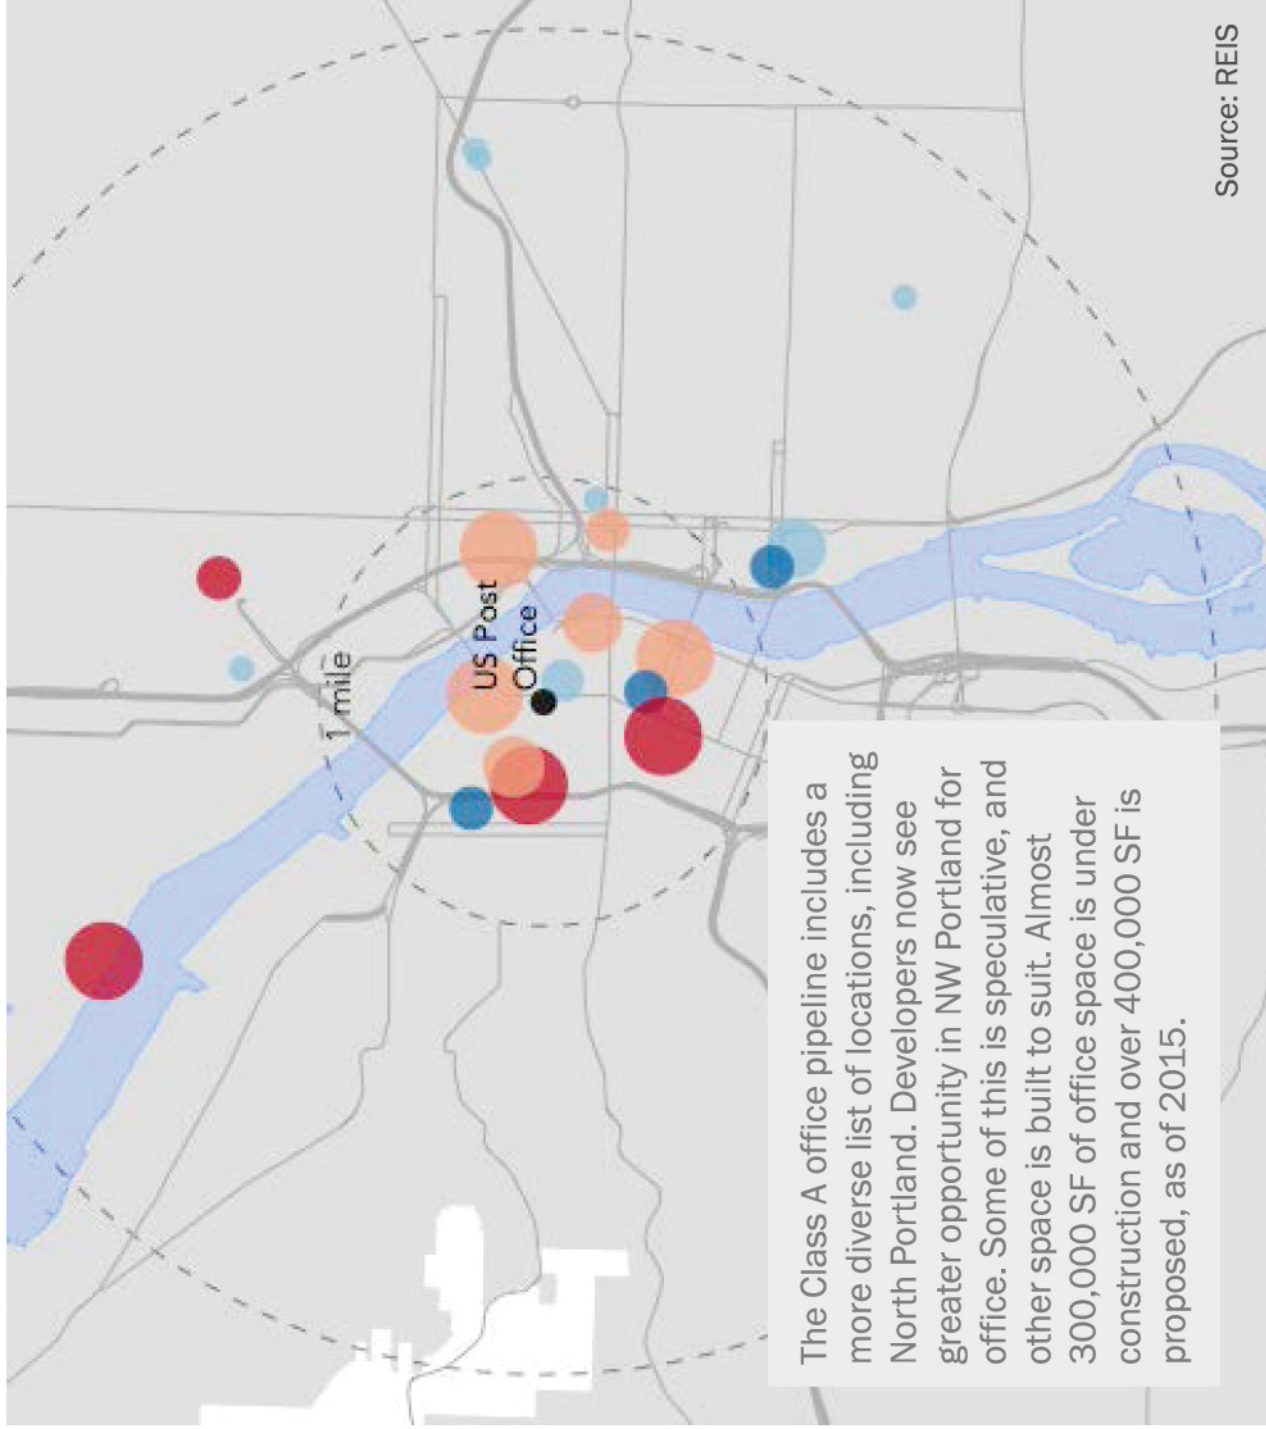 1 mile
US Post
Office
The Class A office pipeline includes a
more diverse list of locations, including
North Portland. Developers now see
greater opportunity in NW Portland for
office. Some of this is speculative, and
other space is built to suit. Almost
300,000 SF of office space is under
construction and over 400,000 SF is
proposed, as of 2015.
Source: REIS